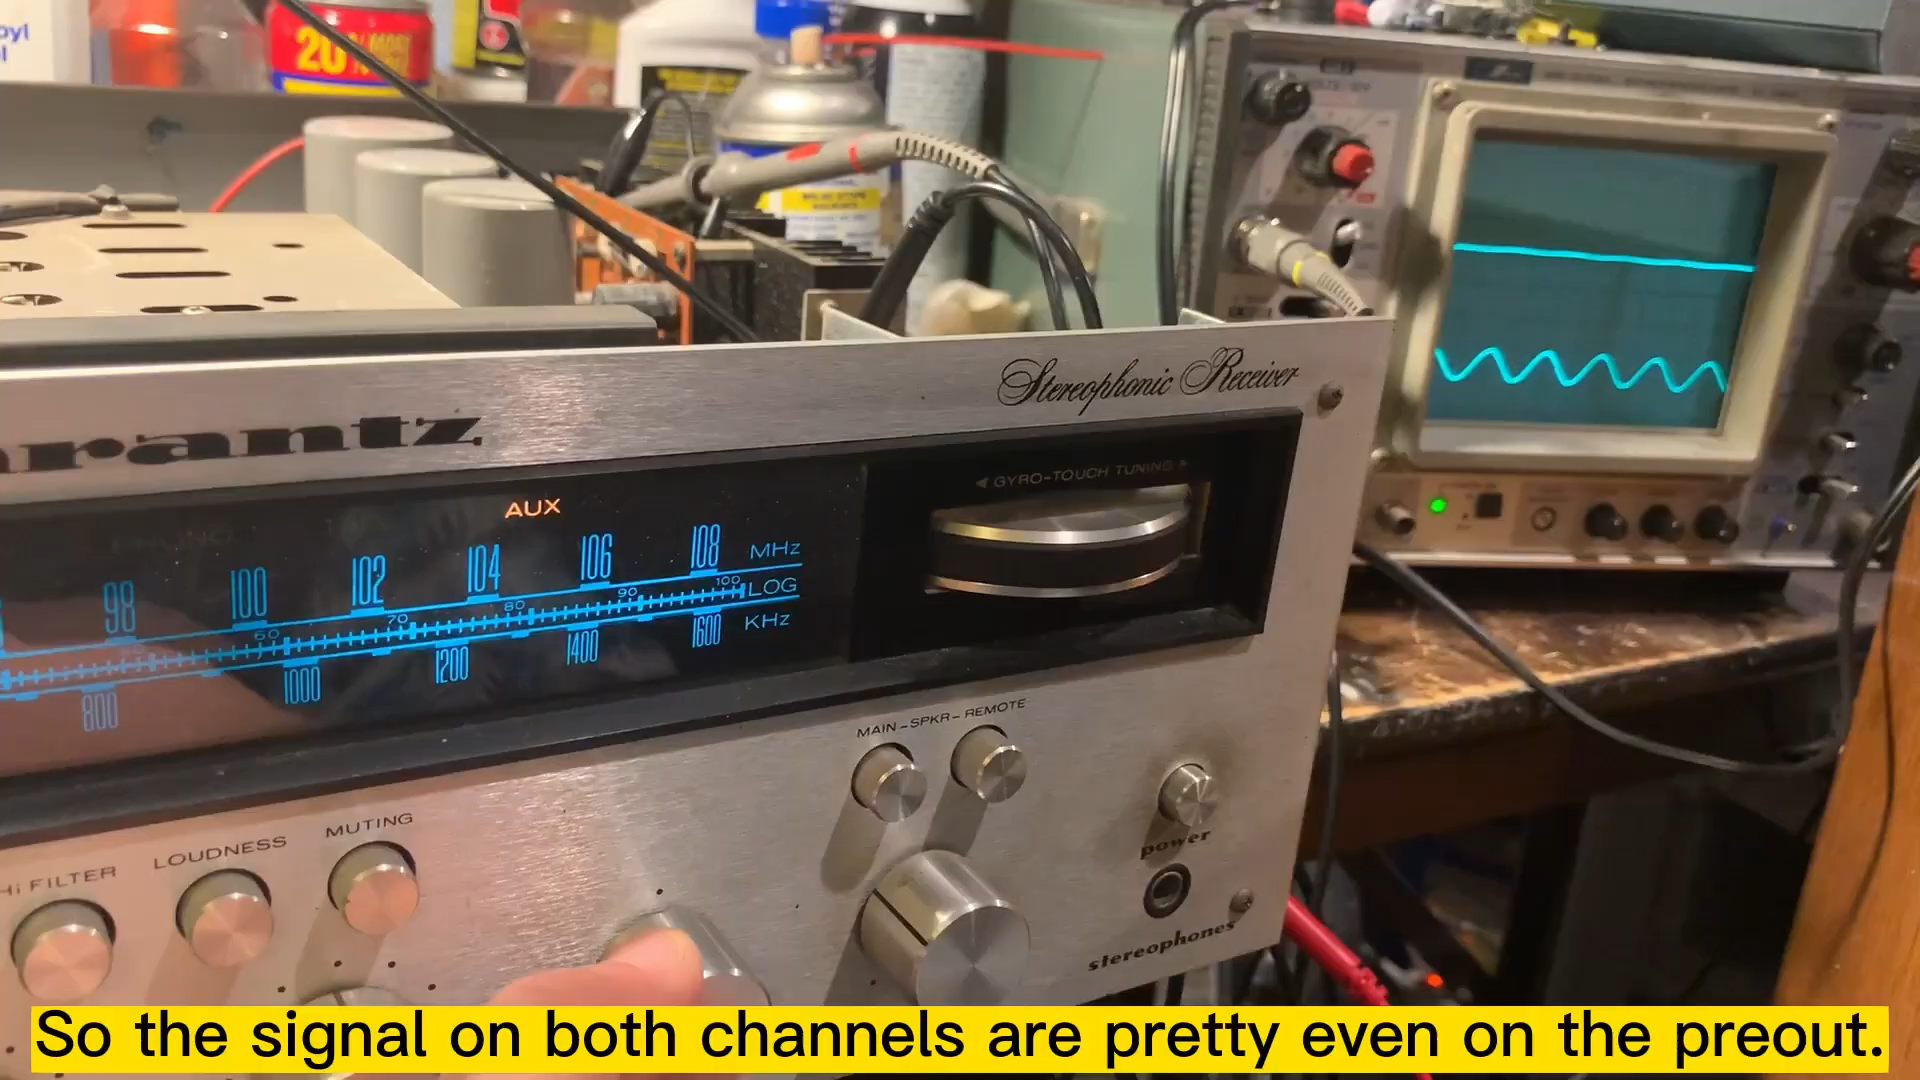 20% MORE
Stereophonic Receiver
arantz
GYRO-TOUCH TUNING
AUX
98 100 102 104 106 108 MHz
60 70 80 90 100 LOG
800 1000 1200 1400 1600 KHz
MAIN-SPKR-REMOTE
Hi FILTER
LOUDNESS
MUTING
power
stereophones
So the signal on both channels are pretty even on the preout.